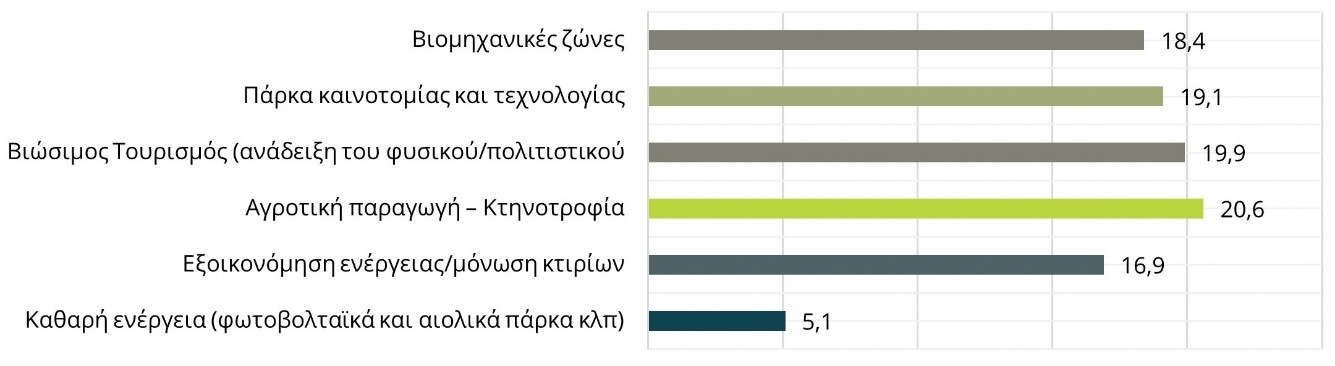 Βιομηχανικές ζώνες 18,4
Πάρκα καινοτομίας και τεχνολογίας 19,1
Βιώσιμος Τουρισμός (ανάδειξη του φυσικού/πολιτιστικού 19,9
Αγροτική παραγωγή – Κτηνοτροφία 20,6
Εξοικονόμηση ενέργειας/μόνωση κτιρίων 16,9
Καθαρή ενέργεια (φωτοβολταϊκά και αιολικά πάρκα κλπ) 5,1